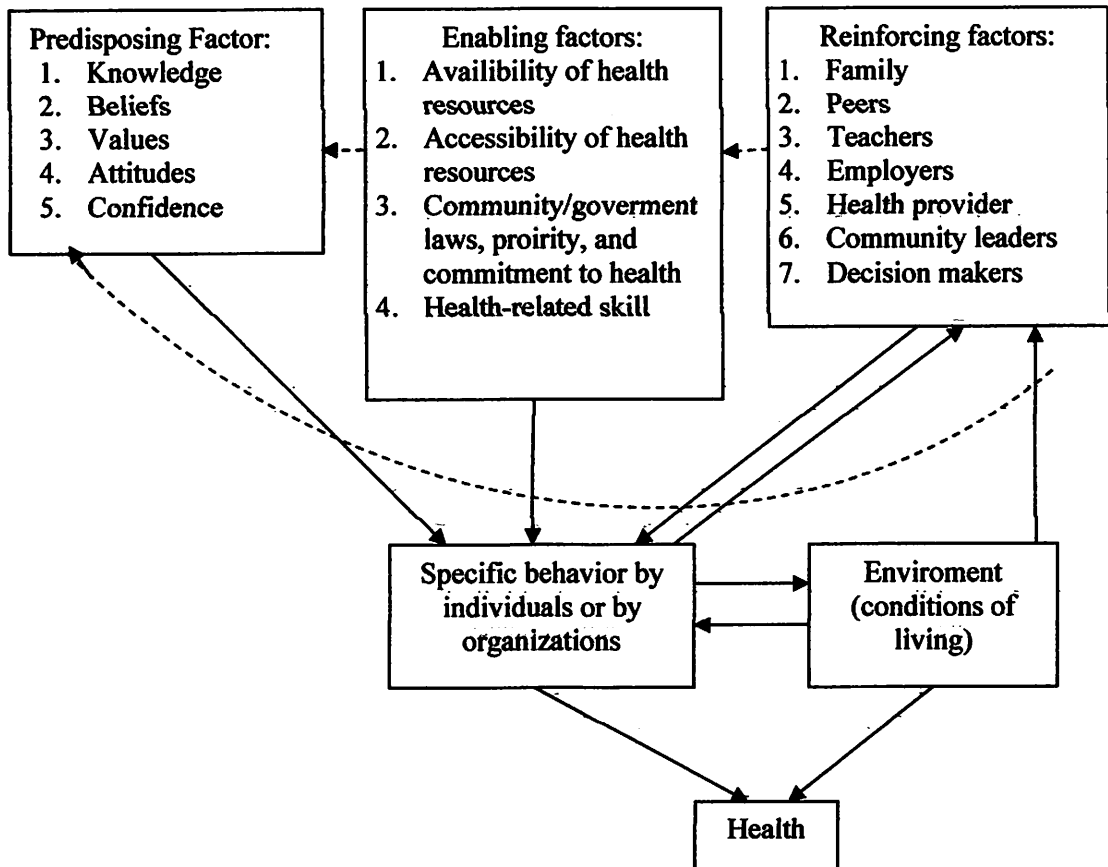 Predisposing Factor:
1. Knowledge
2. Beliefs
3. Values
4. Attitudes
5. Confidence
Enabling factors:
1. Availibility of health
resources
2. Accessibility of health
resources
3. Community/goverment
laws, proirity, and
commitment to health
4. Health-related skill
Reinforcing factors:
1. Family
2. Peers
3. Teachers
4. Employers
5. Health provider
6. Community leaders
7. Decision makers
Specific behavior by
individuals or by
organizations
Enviroment
(conditions of
living)
Health